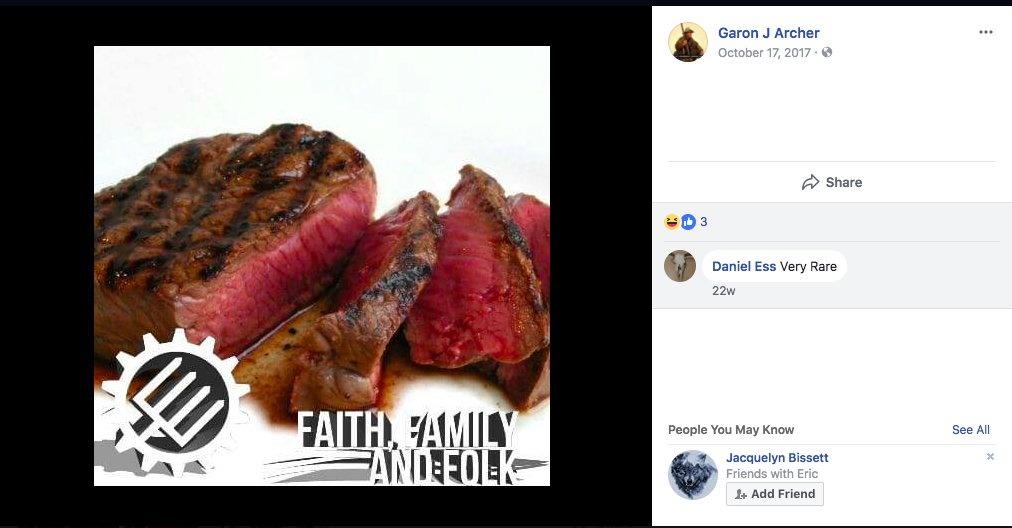 FAITH, FAMILY
AND FOLK
Garon J Archer
October 17, 2017
Share
3
Daniel Ess Very Rare
22w
People You May Know
See All
Jacquelyn Bissett
Friends with Eric
Add Friend